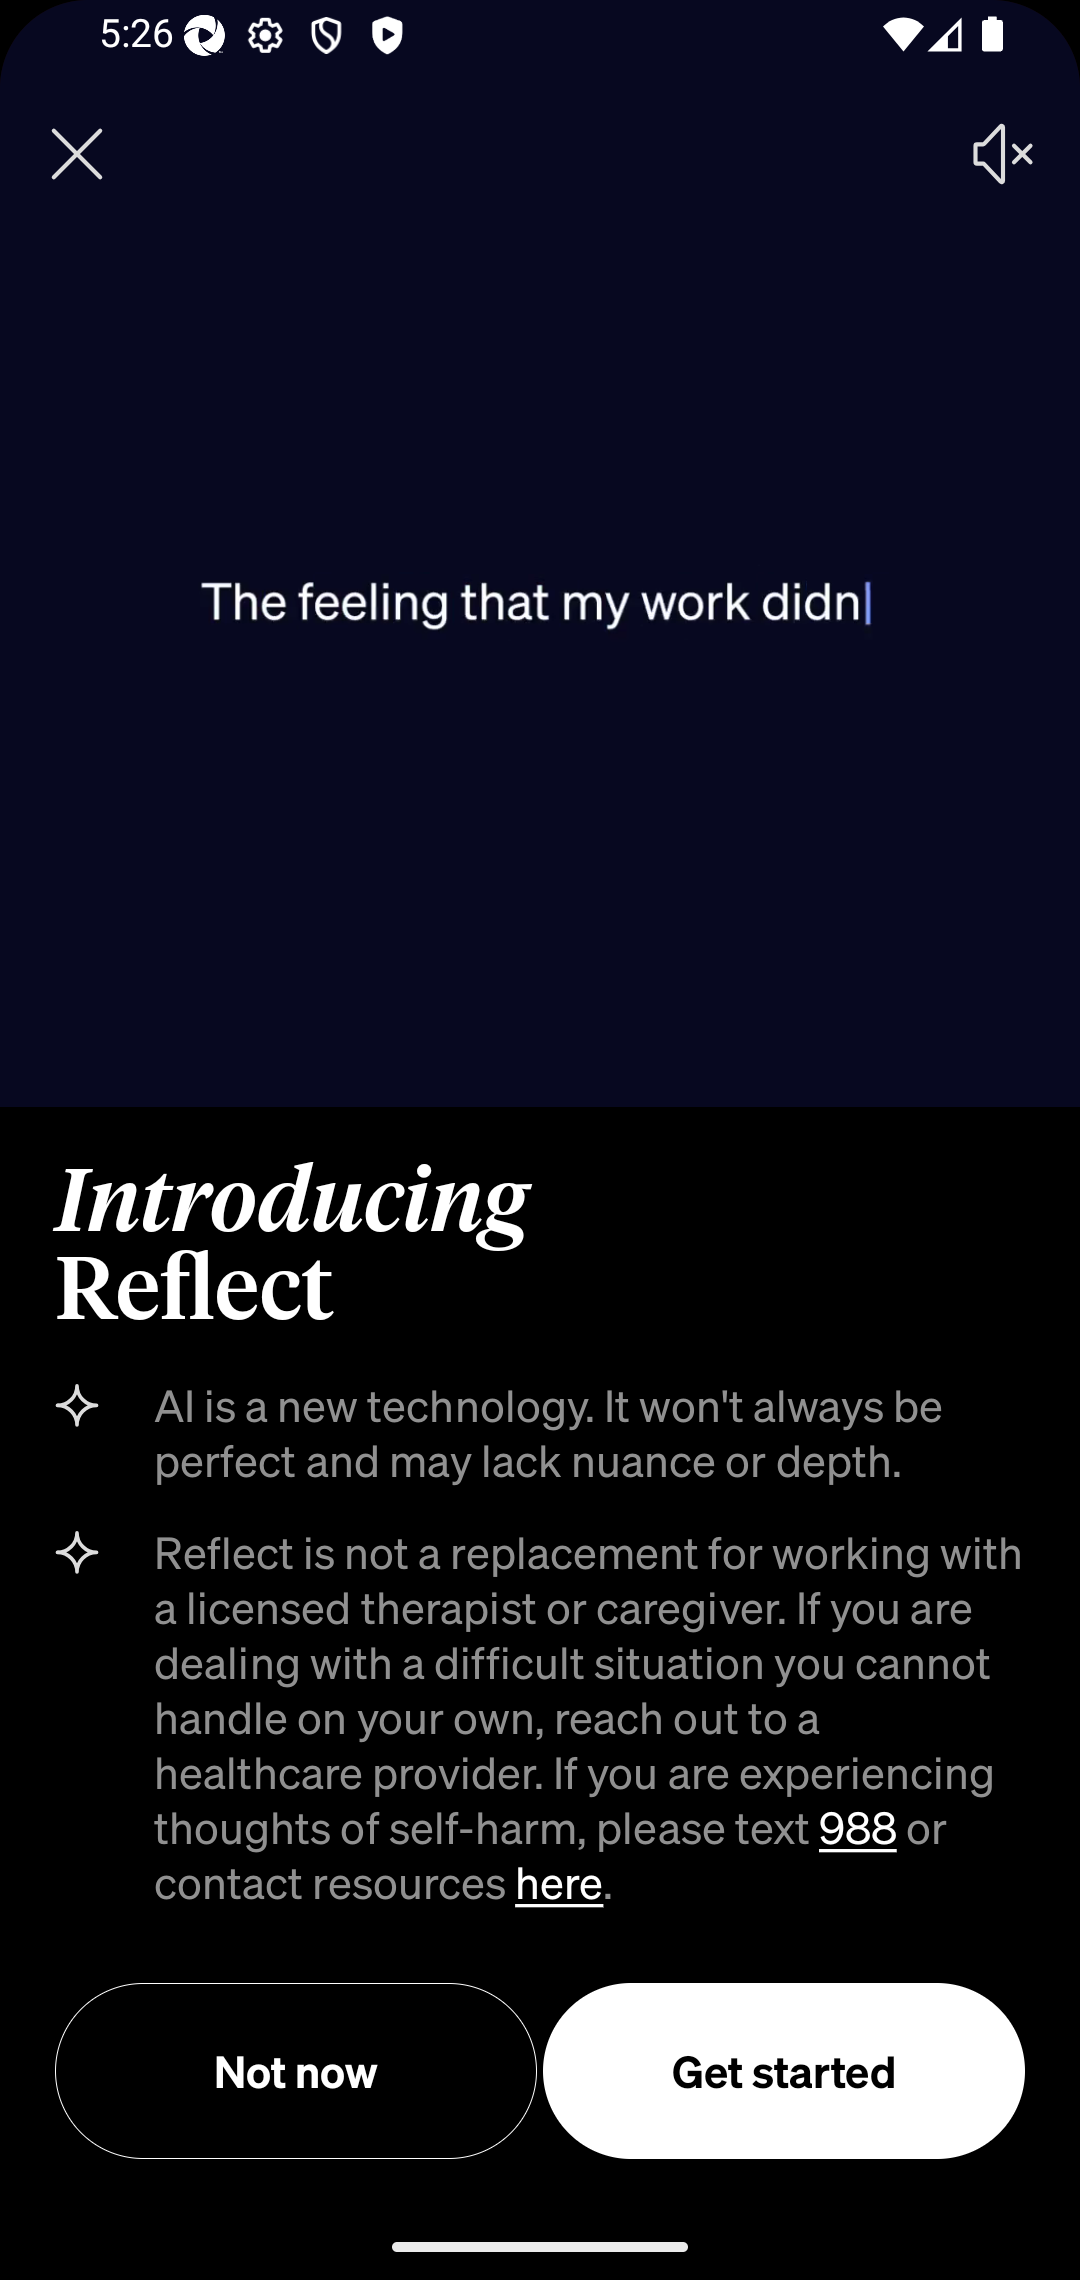 5:26
The feeling that my work didn
Introducing
Reflect
AI is a new technology. It won't always be
perfect and may lack nuance or depth.
Reflect is not a replacement for working with
a licensed therapist or caregiver. If you are
dealing with a difficult situation you cannot
handle on your own, reach out to a
healthcare provider. If you are experiencing
thoughts of self-harm, please text 988 or
contact resources here.
Not now
Get started